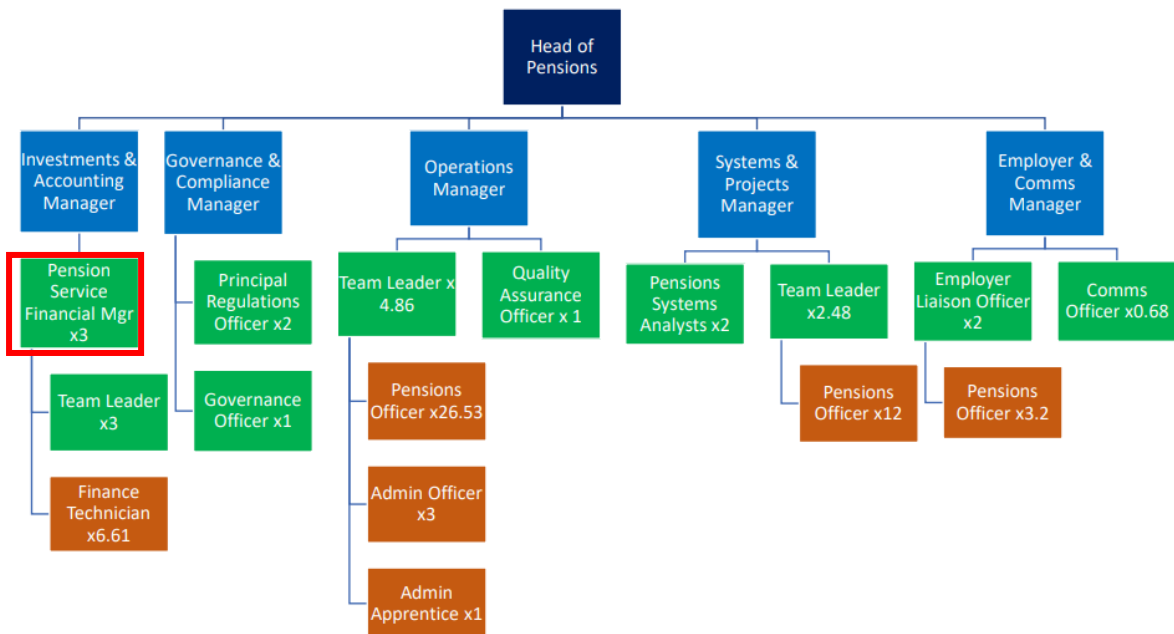 Head of
Pensions
Investments &
Accounting
Manager
Governance &
Compliance
Manager
Operations
Manager
Systems &
Projects
Manager
Employer &
Comms
Manager
Pension
Service
Financial Mgr
x3
Principal
Regulations
Officer x2
Team Leader x
4.86
Quality
Assurance
Officer x 1
Pensions
Systems
Analysts x2
Team Leader
x2.48
Employer
Liaison Officer
x2
Comms
Officer x0.68
Team Leader
x3
Governance
Officer x1
Pensions
Officer x26.53
Pensions
Officer x12
Pensions
Officer x3.2
Finance
Technician
x6.61
Admin Officer
x3
Admin
Apprentice x1